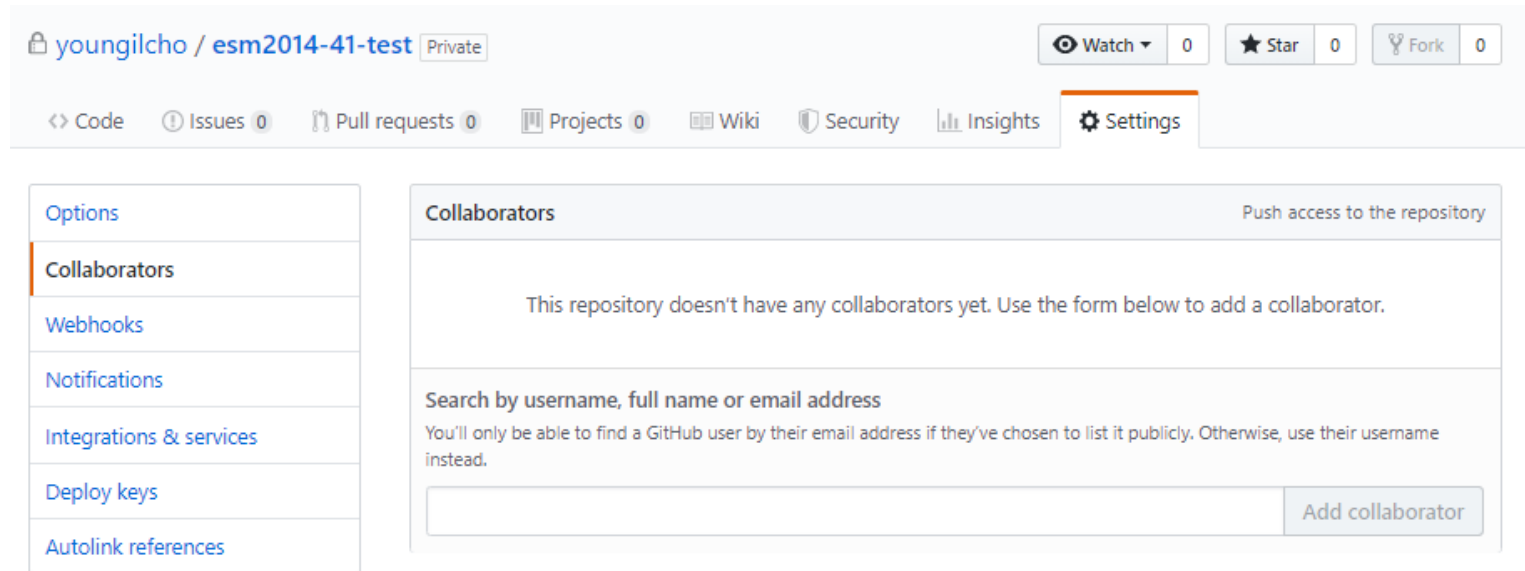 youngilcho / esm2014-41-test Private
Watch 0 Star 0 Fork 0
Code Issues 0 Pull requests 0 Projects 0 Wiki Security Insights Settings
Options
Collaborators
Webhooks
Notifications
Integrations & services
Deploy keys
Autolink references
Collaborators Push access to the repository
This repository doesn't have any collaborators yet. Use the form below to add a collaborator.
Search by username, full name or email address
You'll only be able to find a GitHub user by their email address if they've chosen to list it publicly. Otherwise, use their username
instead.
Add collaborator